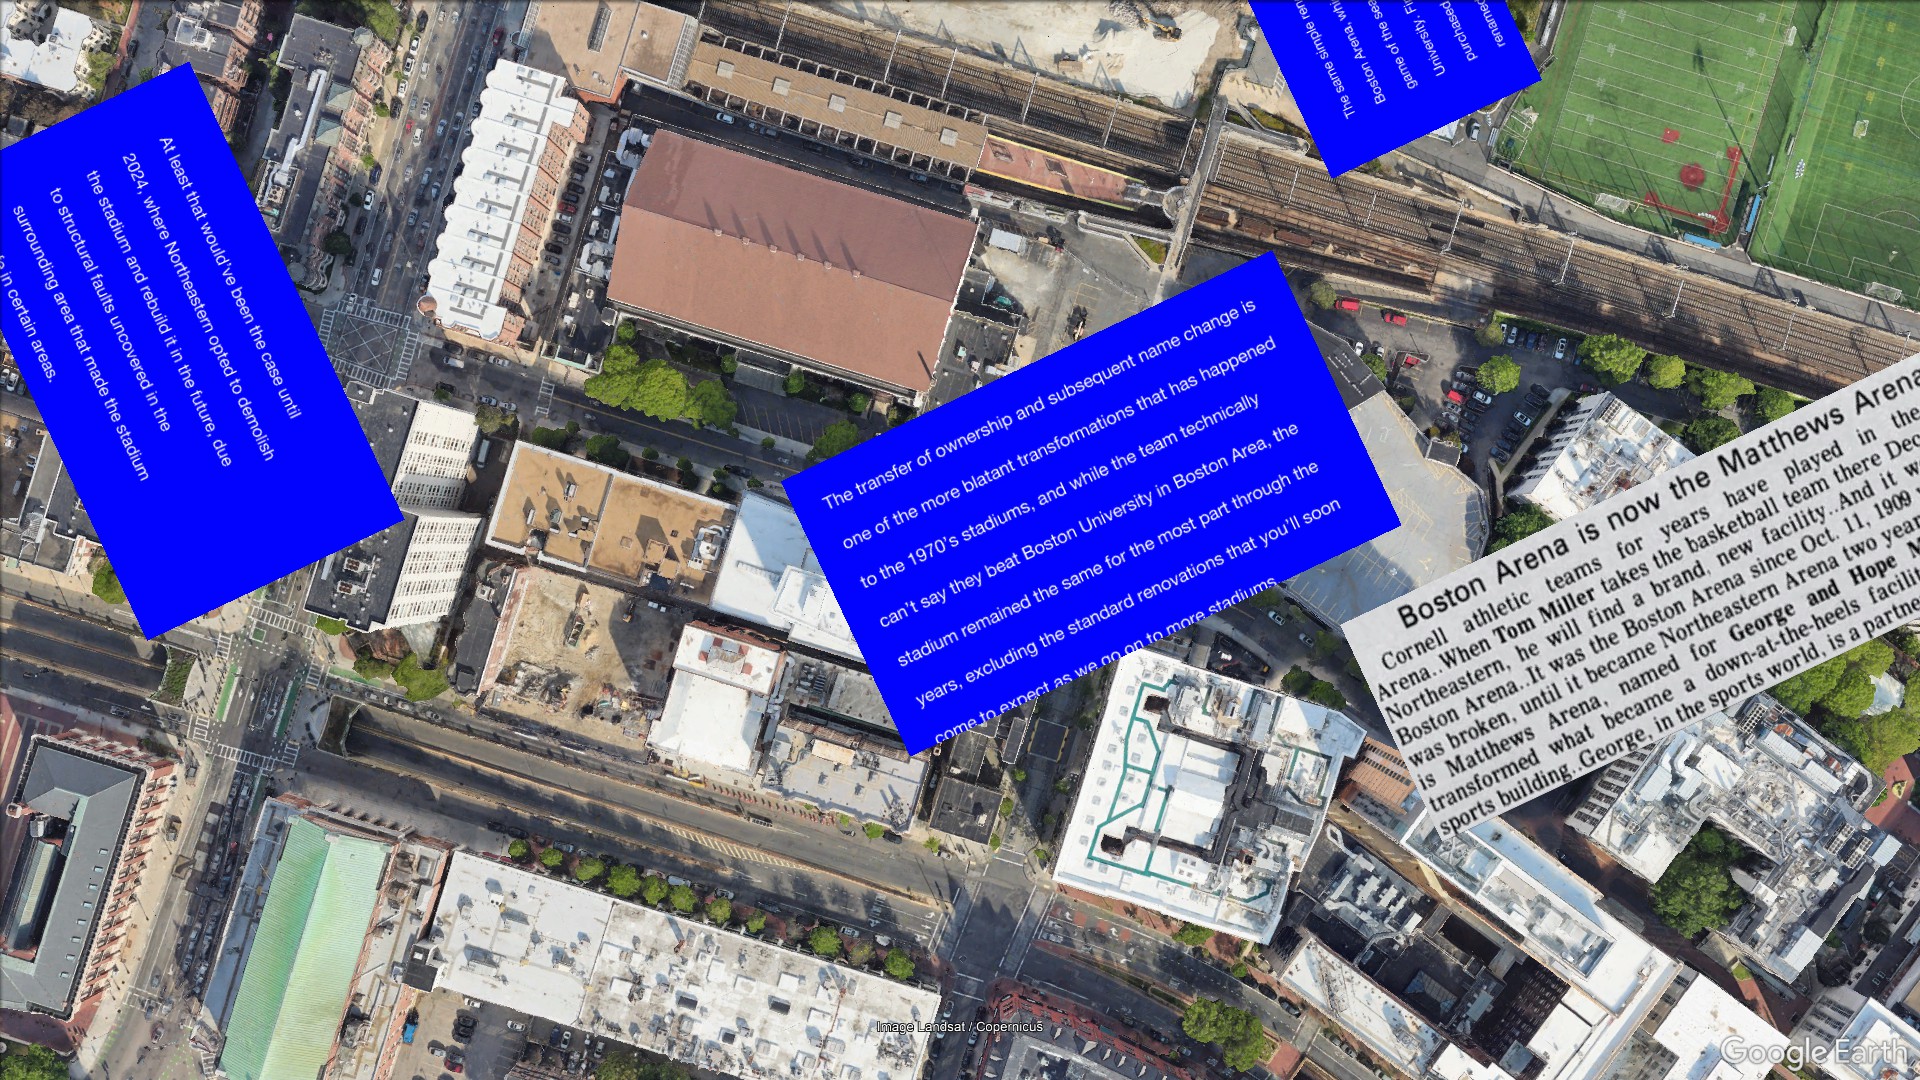 The same simple ren
Boston Arena, whi
game of the sea
University. Fi
purchased
renamed
At least that would've been the case until
2024, where Northeastern opted to demolish
the stadium and rebuild it in the future, due
to structural faults uncovered in the
surrounding area that made the stadium
in certain areas.
The transfer of ownership and subsequent name change is
one of the more blatant transformations that has happened
to the 1970's stadiums, and while the team technically
can't say they beat Boston University in Boston Area, the
stadium remained the same for the most part through the
years, excluding the standard renovations that you'll soon
come to expect as we go on to more stadiums.
Boston Arena is now the Matthews Arena
Cornell athletic teams for years have played in the
Arena..When Tom Miller takes the basketball team there Dec
Northeastern, he will find a brand, new facility..And it w
Boston Arena..It was the Boston Arena since Oct. 11, 1909
was broken, until it became Northeastern Arena two year
is Matthews Arena, named for George and Hope M
transformed what became a down-at-the-heels facilit
sports building..George, in the sports world, is a partne
Image Landsat / Copernicus
Google Earth